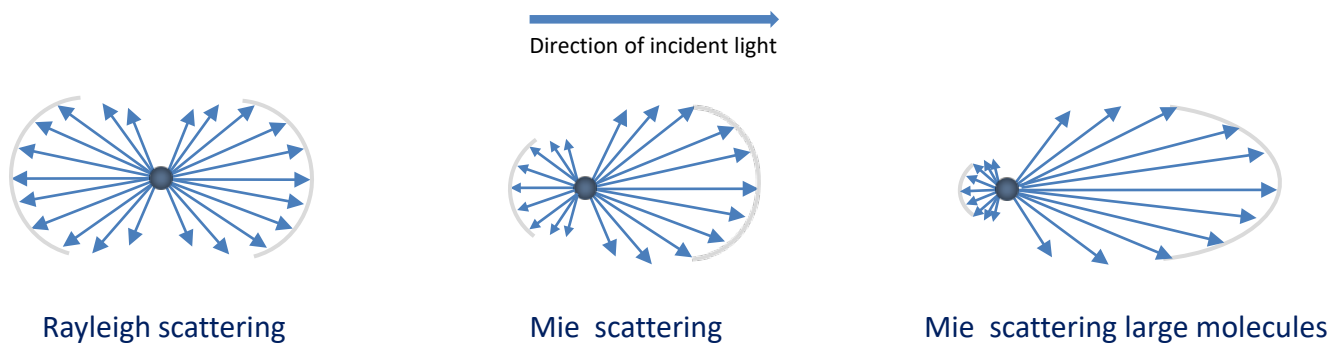 Direction of incident light
Rayleigh scattering
Mie  scattering
Mie  scattering large molecules